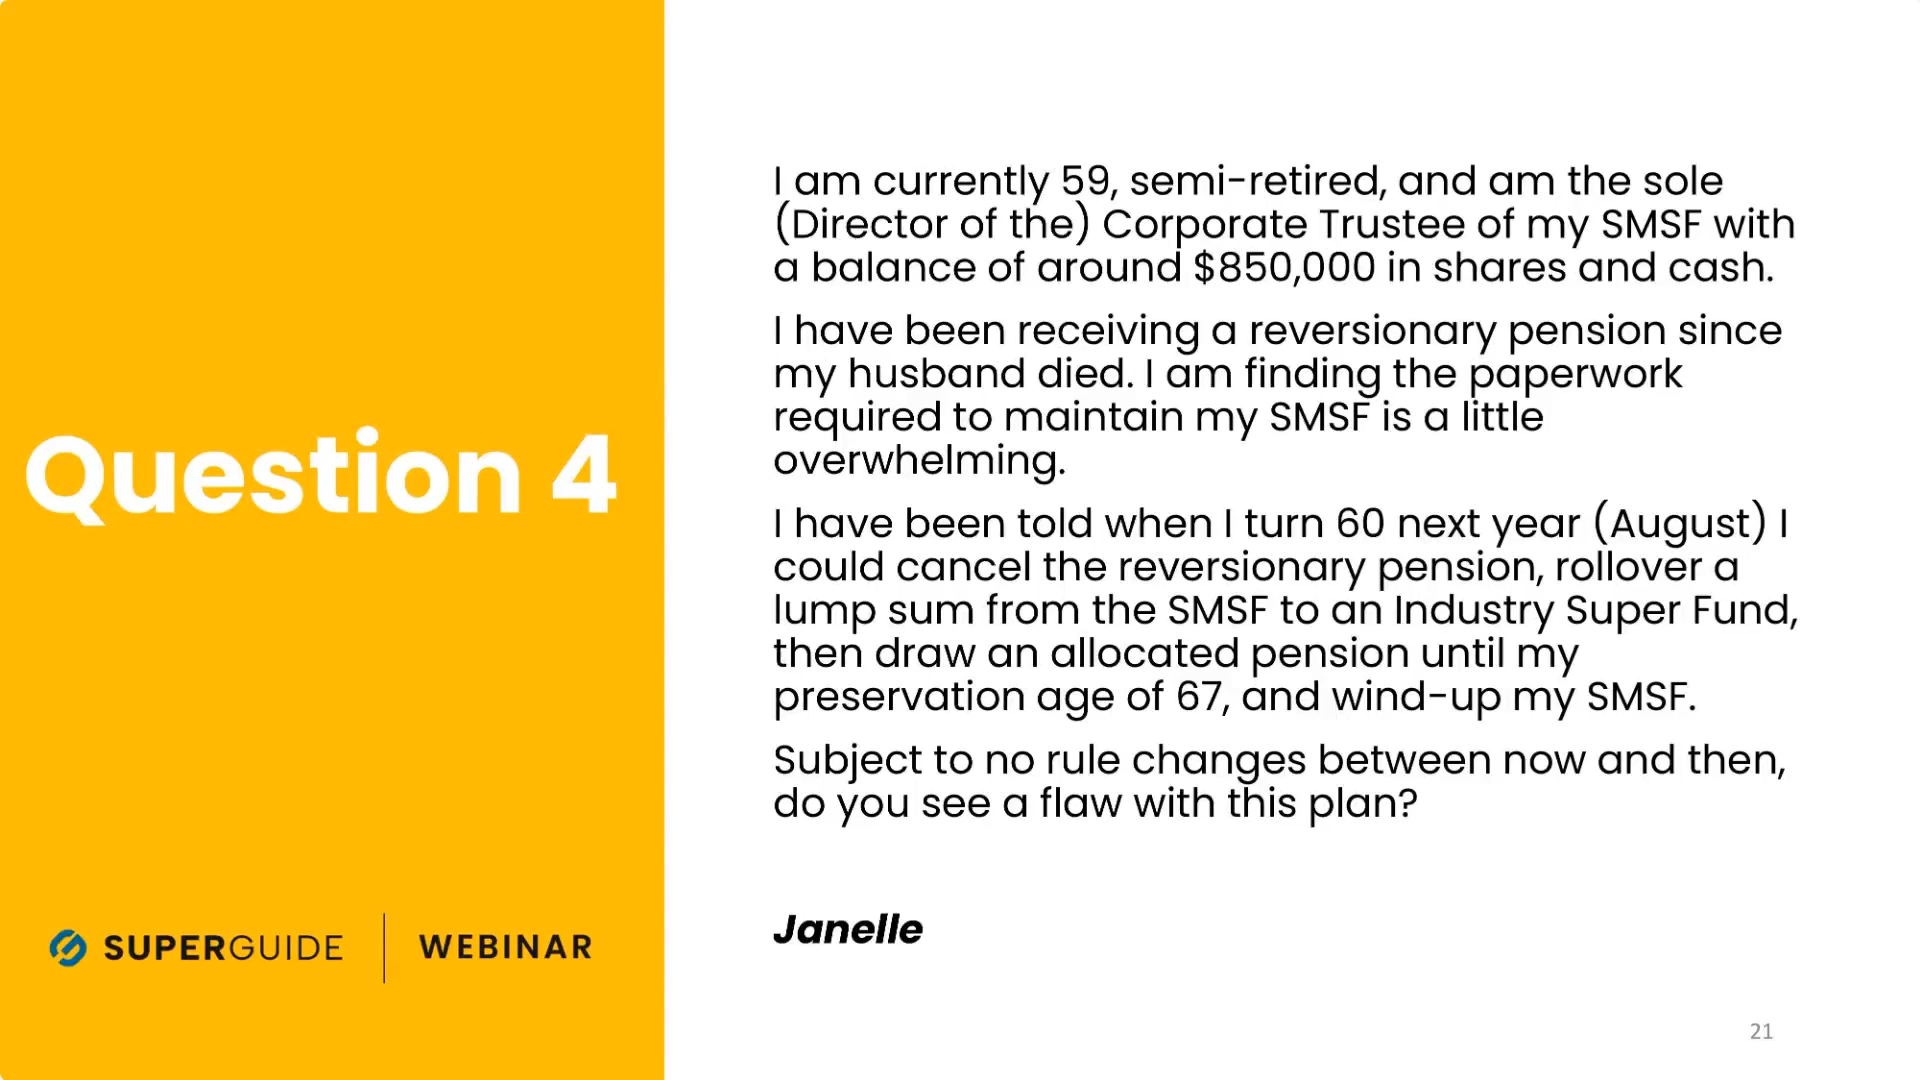 Question 4
SUPERGUIDE
WEBINAR
I am currently 59, semi-retired, and am the sole
(Director of the) Corporate Trustee of my SMSF with
a balance of around $850,000 in shares and cash.
I have been receiving a reversionary pension since
my husband died. I am finding the paperwork
required to maintain my SMSF is a little
overwhelming.
I have been told when I turn 60 next year (August) I
could cancel the reversionary pension, rollover a
lump sum from the SMSF to an Industry Super Fund,
then draw an allocated pension until my
preservation age of 67, and wind-up my SMSF.
Subject to no rule changes between now and then,
do you see a flaw with this plan?
Janelle
21